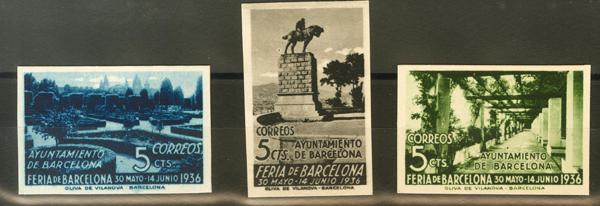 CORREOS
AYUNTAMIENTO
DE BARCELONA
5 CTS.
FERIA DE BARCELONA 30 MAYO-14 JUNIO 1936
OLIVA DE VILANOVA - BARCELONA
CORREOS
5 CTS.
AYUNTAMIENTO
DE BARCELONA
FERIA DE BARCELONA
30 MAYO-14 JUNIO 1936
OLIVA DE VILANOVA-BARCELONA
CORREOS
5 CTS.
AYUNTAMIENTO
DE BARCELONA
FERIA DE BARCELONA 30 MAYO-14 JUNIO 1936
OLIVA DE VILANOVA-BARCELONA